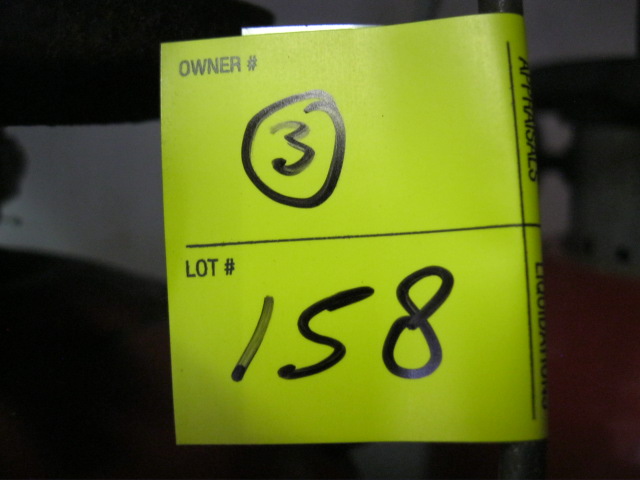 OWNER #
3
LOT #
158
APPRAISALS
LIQUIDATIONS